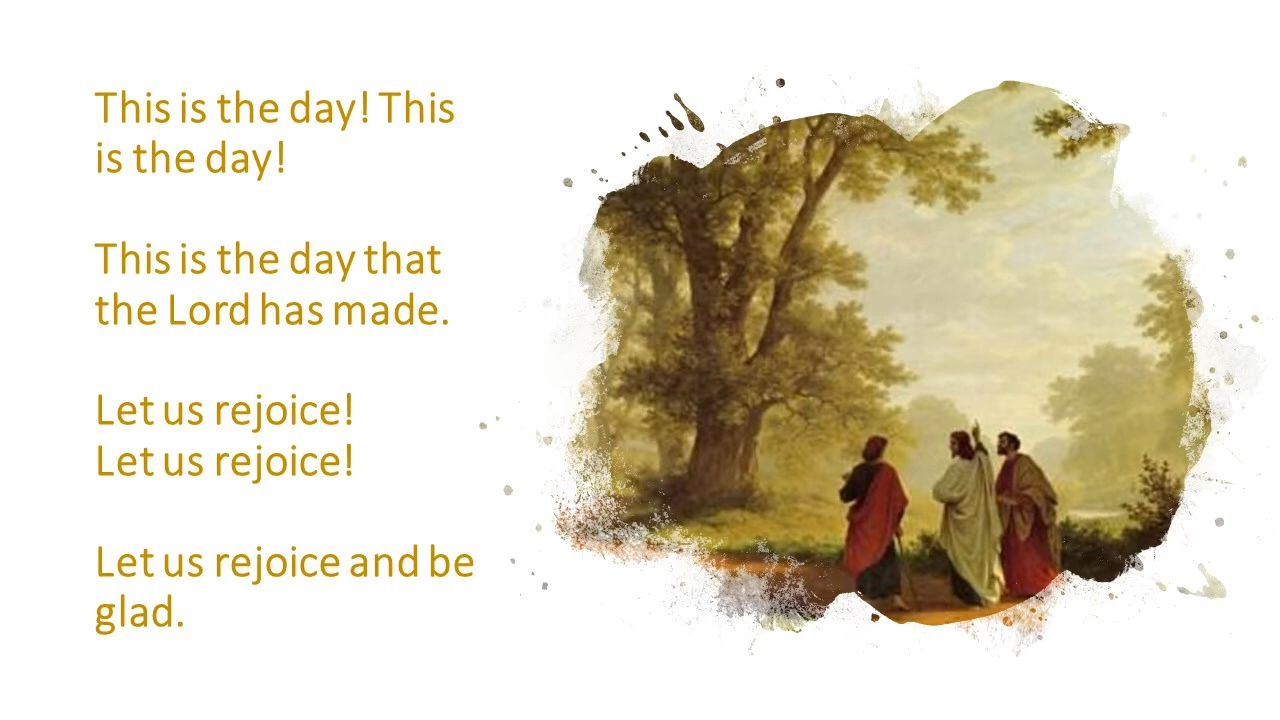 This is the day! This
is the day!
This is the day that
the Lord has made.
Let us rejoice!
Let us rejoice!
Let us rejoice and be
glad.